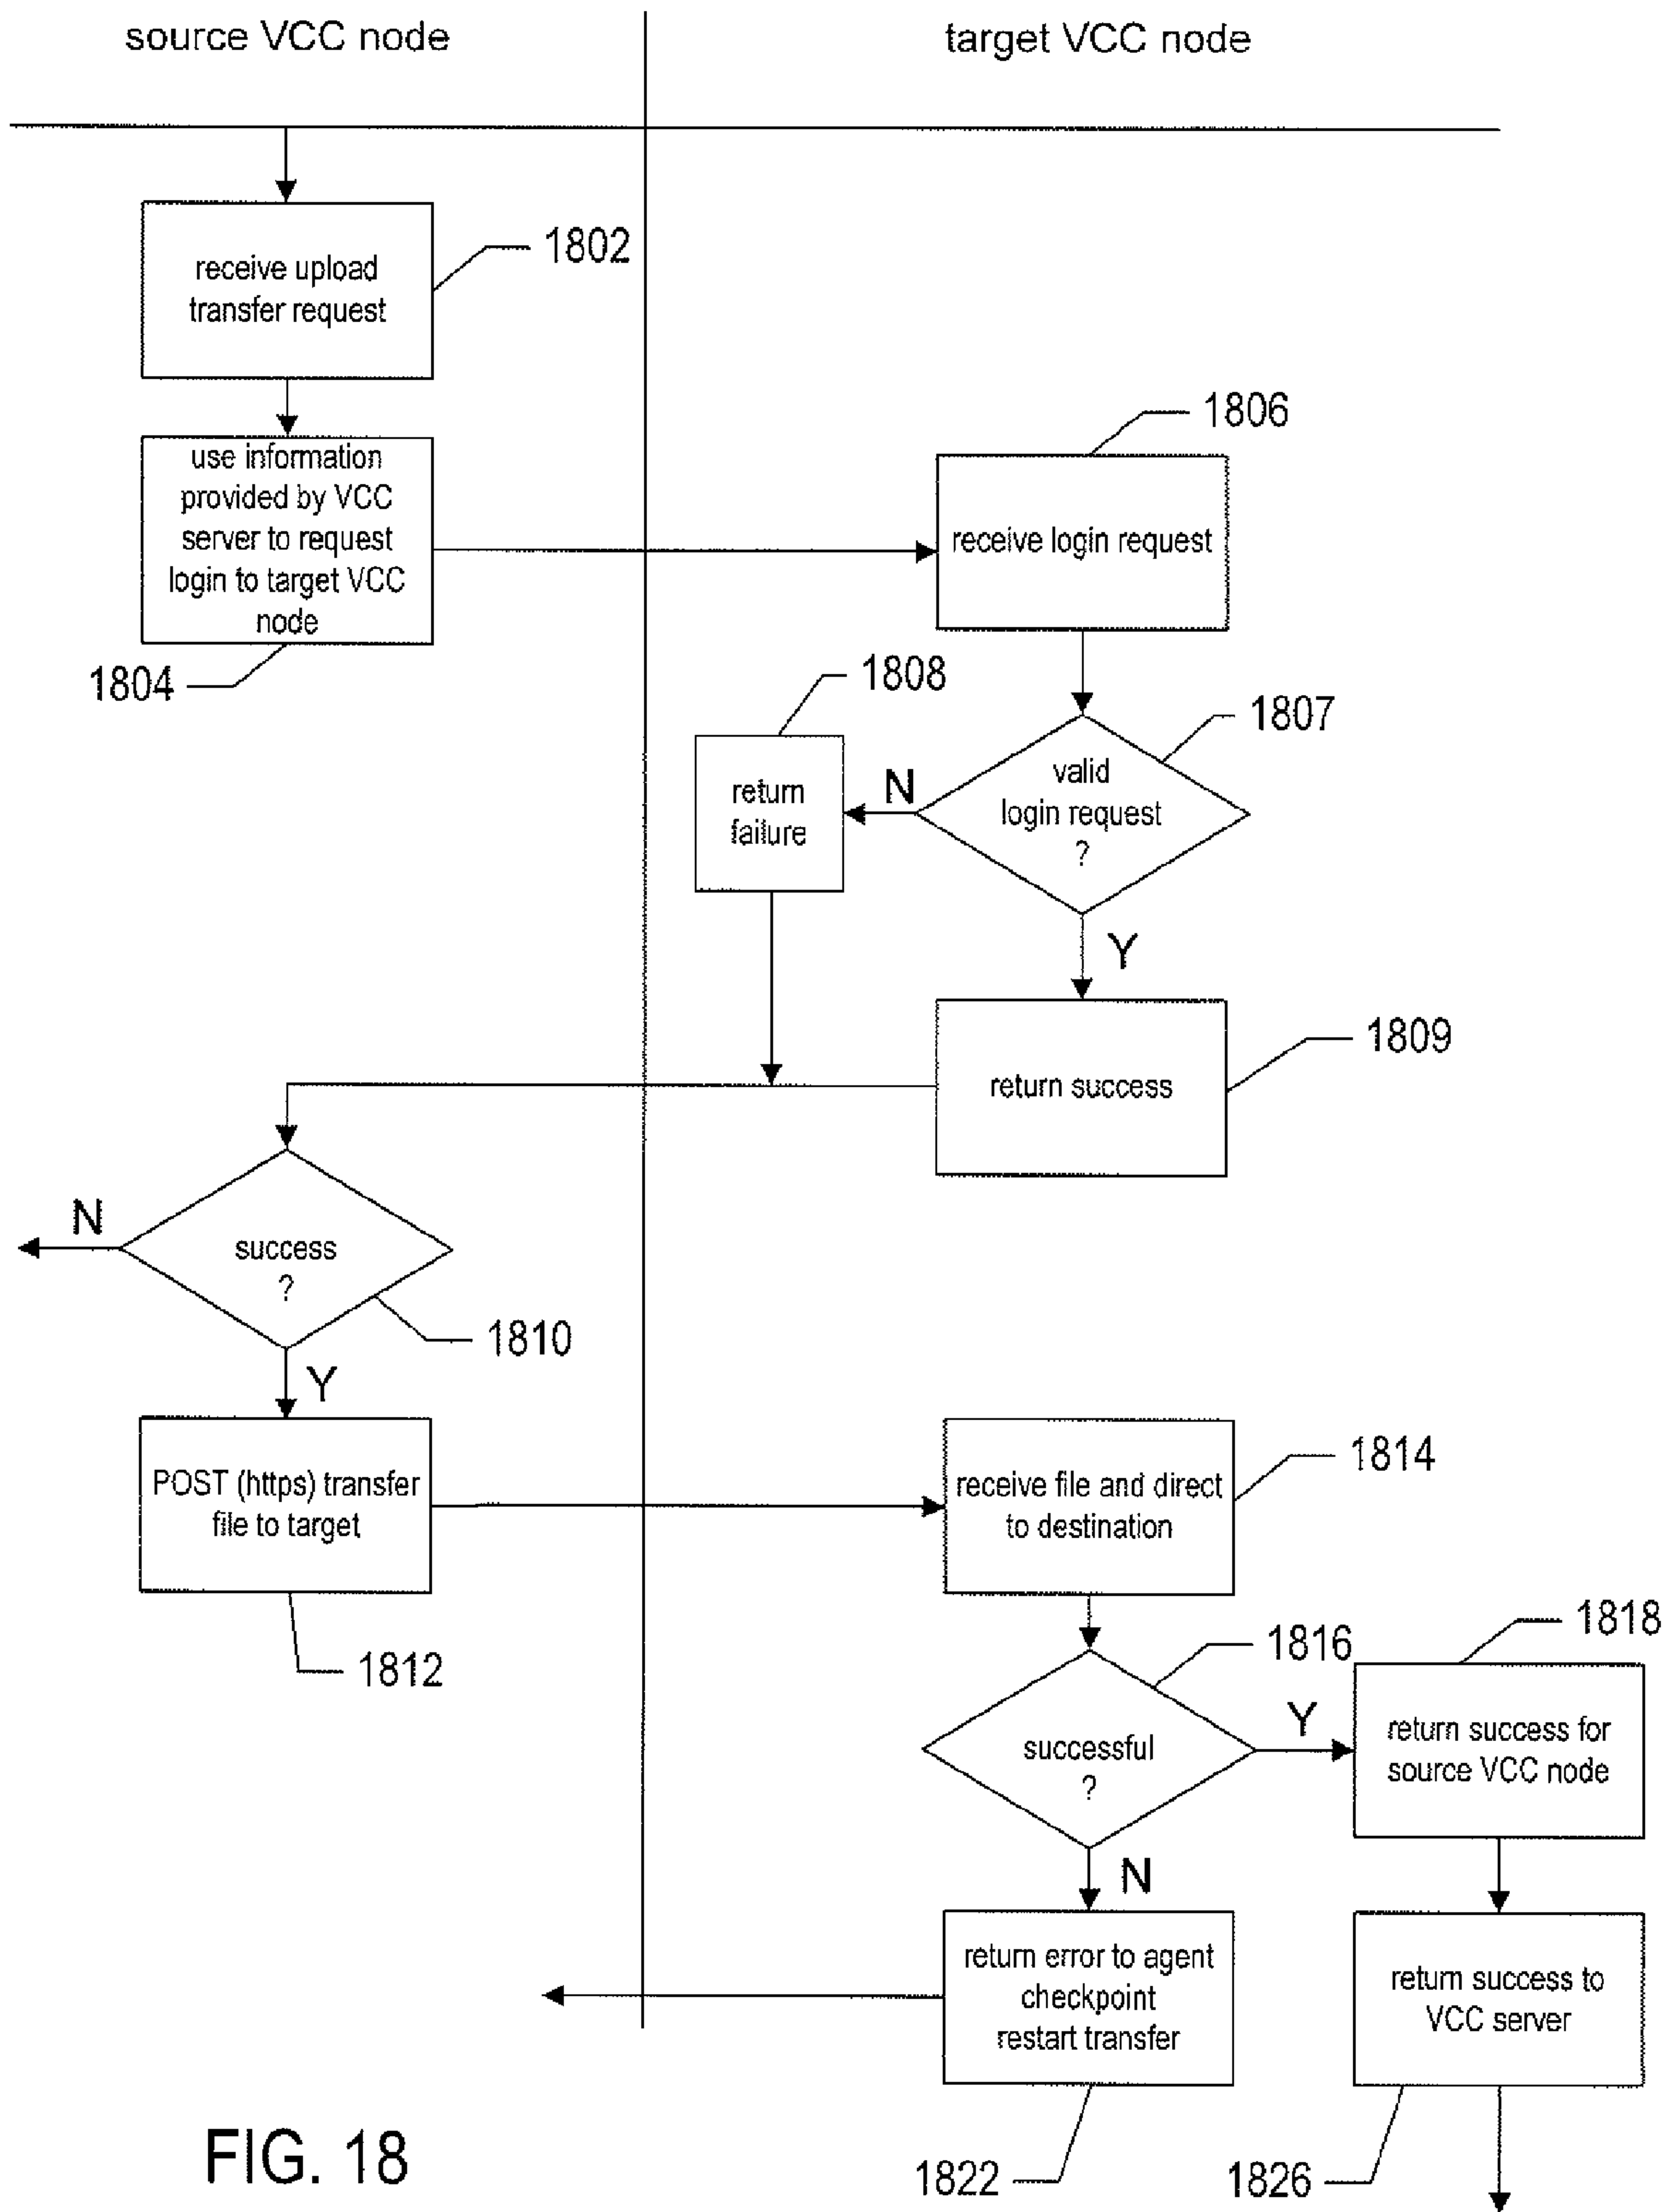 source VCC node
target VCC node
receive upload
transfer request
1802
use information
provided by VCC
server to request
login to target VCC
node
1804
1806
receive login request
1808
1807
return
failure
N
valid
login request
?
Y
1809
return success
N
success
?
1810
Y
POST (https) transfer
file to target
1812
receive file and direct
to destination
1814
1816
1818
successful
?
Y
return success for
source VCC node
N
return error to agent
checkpoint
restart transfer
return success to
VCC server
1822
1826
FIG. 18